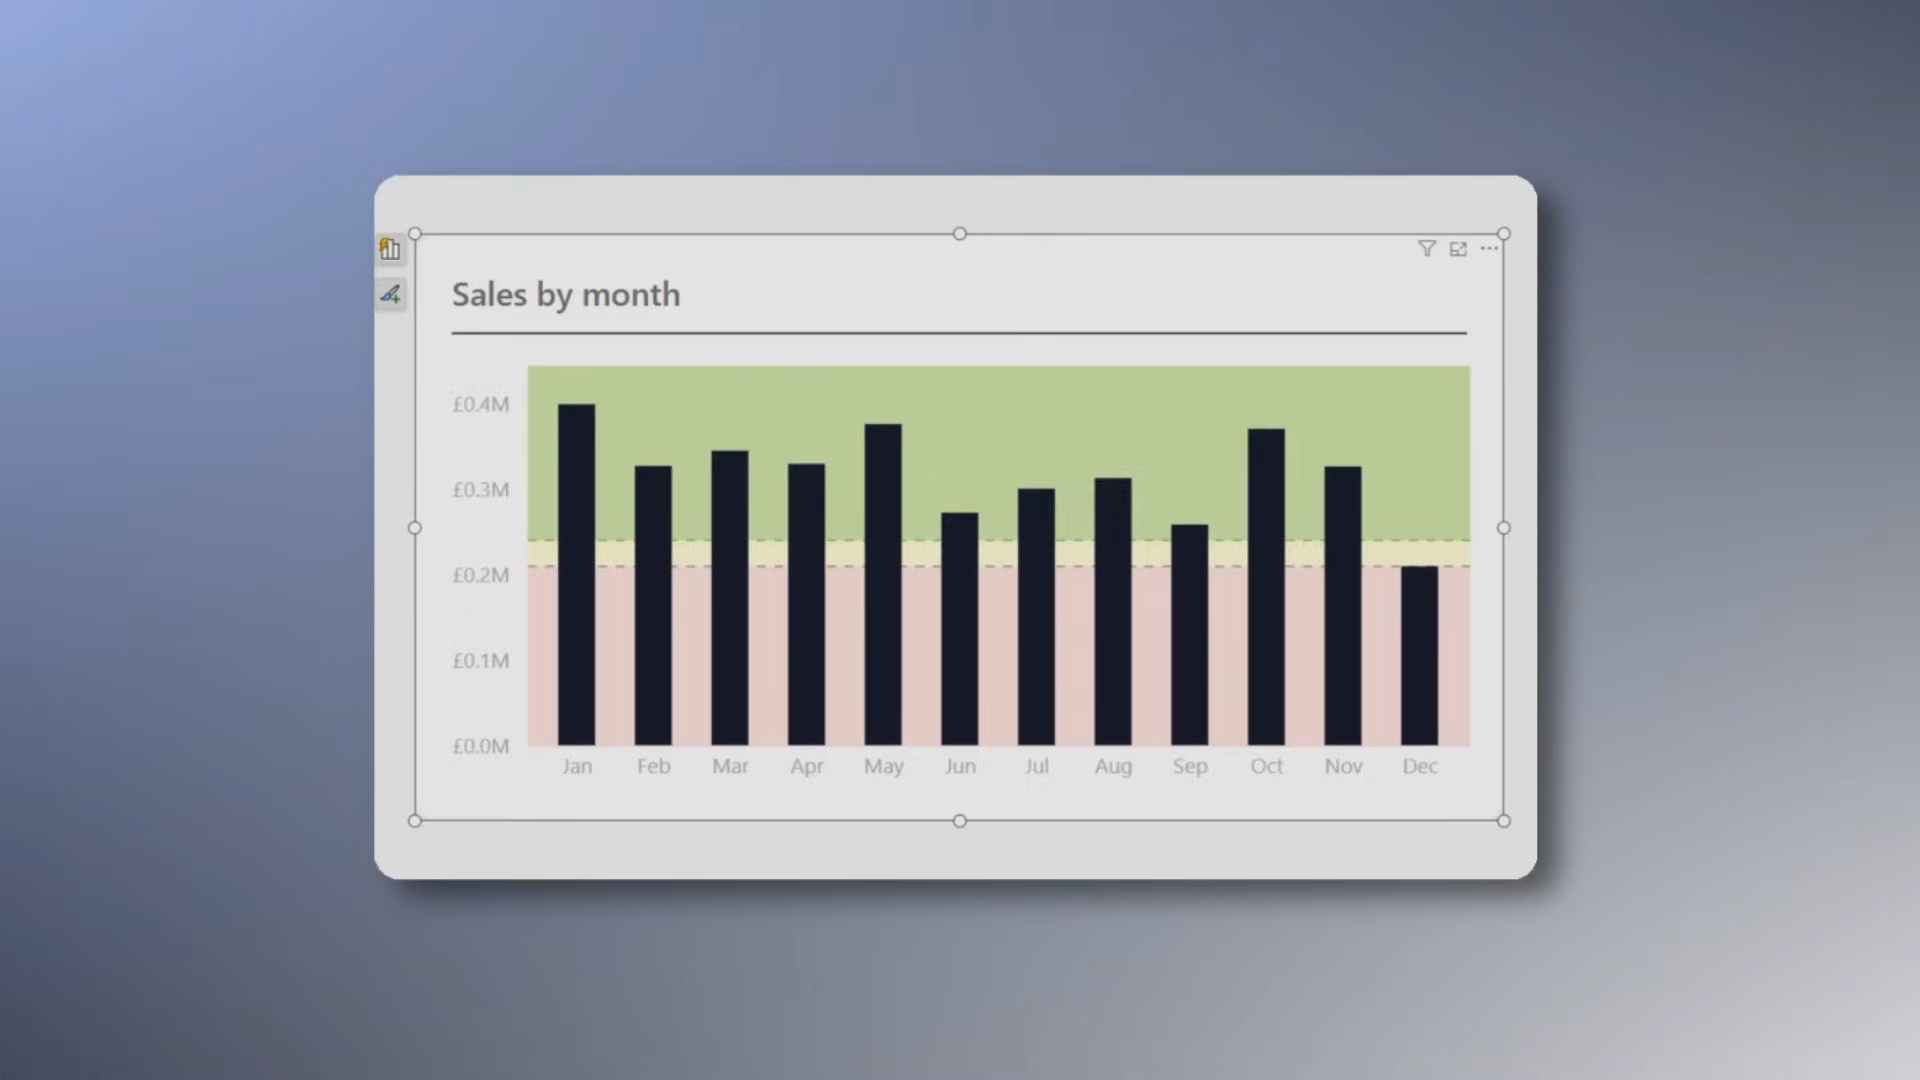 Sales by month
£0.4M
£0.3M
£0.2M
£0.1M
£0.0M
Jan Feb Mar Apr May Jun Jul Aug Sep Oct Nov Dec